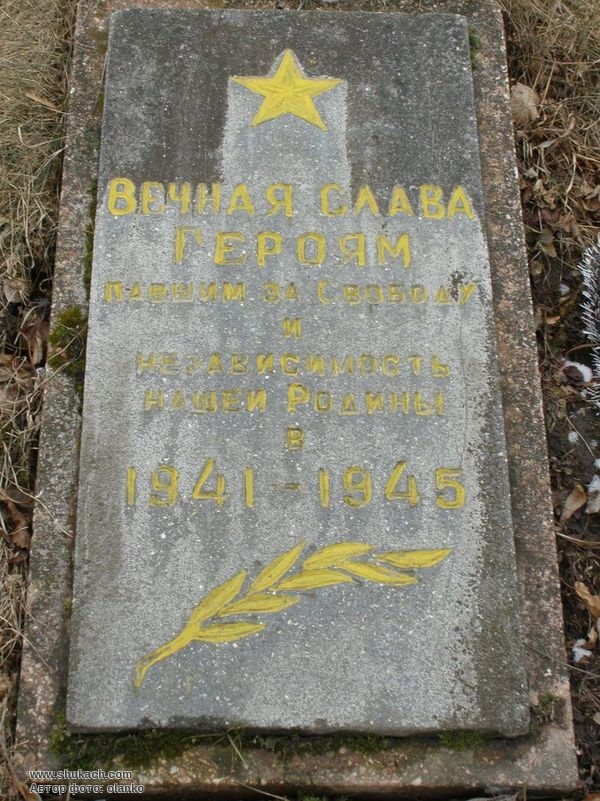 Вечная слава
Героям
павшим за Свободу
и
независимость
нашей Родины
в
1941-1945
www.shukach.com
Автор фото: olanko